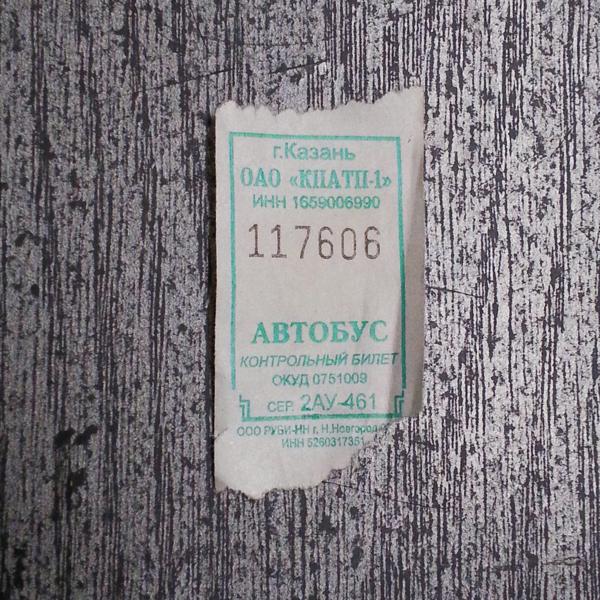 г.Казань
ОАО «КПАТП-1»
ИНН 1659006990
117606
АВТОБУС
КОНТРОЛЬНЫЙ БИЛЕТ
ОКУД 0751009
СЕР. 2АУ-461
ООО РУБИ-НН г. Н.Новгород
ИНН 5260317351